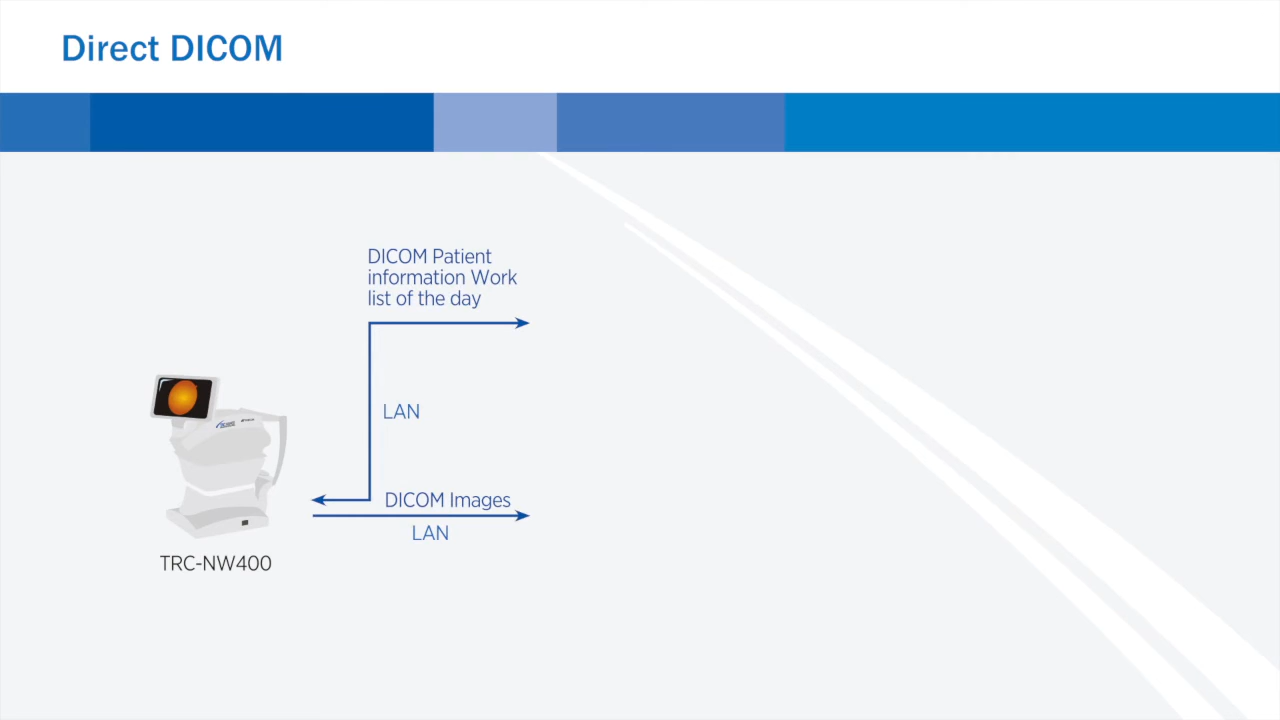 Direct DICOM
DICOM Patient
information Work
list of the day
LAN
DICOM Images
LAN
TRC-NW400